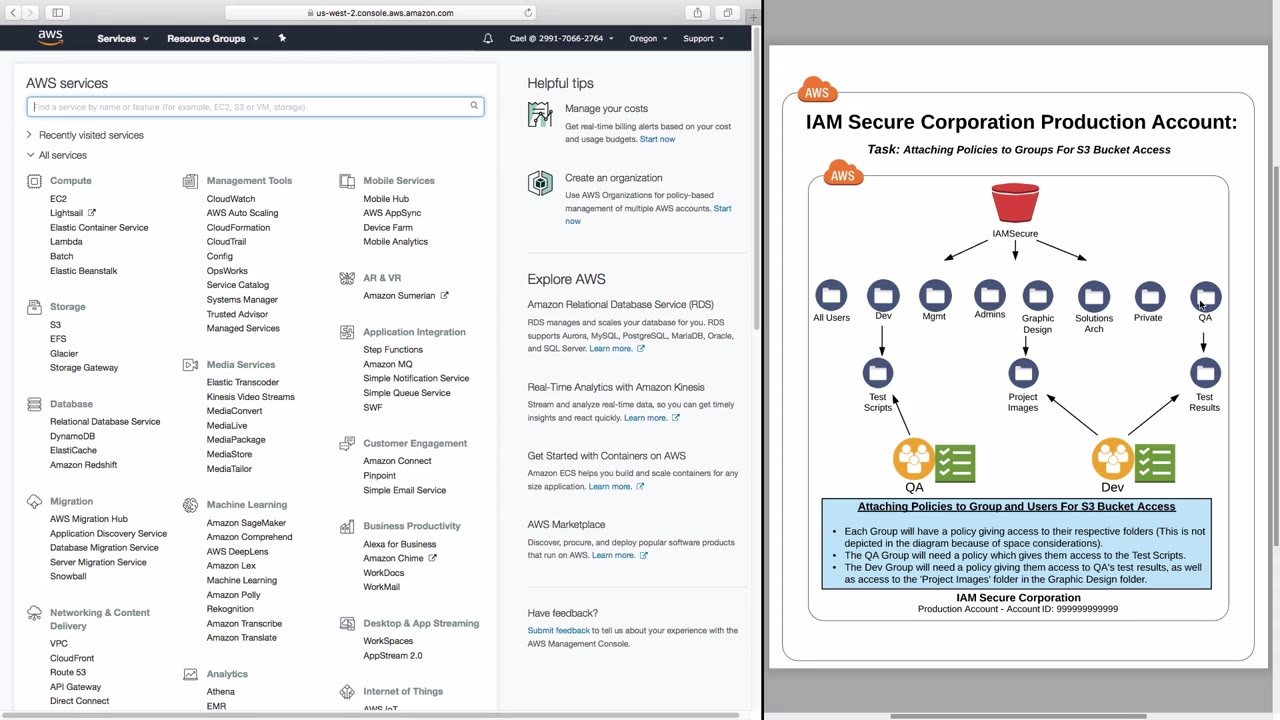 us-west-2.console.aws.amazon.com
aws
Services
Resource Groups
Cael @ 2991-7066-2764
Oregon
Support
AWS services
Find a service by name or feature (for example, EC2, S3 or VM, storage).
Recently visited services
All services
Compute
EC2
Lightsail
Elastic Container Service
Lambda
Batch
Elastic Beanstalk
Storage
S3
EFS
Glacier
Storage Gateway
Database
Relational Database Service
DynamoDB
ElastiCache
Amazon Redshift
Migration
AWS Migration Hub
Application Discovery Service
Database Migration Service
Server Migration Service
Snowball
Networking & Content
Delivery
VPC
CloudFront
Route 53
API Gateway
Direct Connect
Management Tools
CloudWatch
AWS Auto Scaling
CloudFormation
CloudTrail
Config
OpsWorks
Service Catalog
Systems Manager
Trusted Advisor
Managed Services
Media Services
Elastic Transcoder
Kinesis Video Streams
MediaConvert
MediaLive
MediaPackage
MediaStore
MediaTailor
Machine Learning
Amazon SageMaker
Amazon Comprehend
AWS DeepLens
Amazon Lex
Machine Learning
Amazon Polly
Rekognition
Amazon Transcribe
Amazon Translate
Analytics
Athena
EMR
Mobile Services
Mobile Hub
AWS AppSync
Device Farm
Mobile Analytics
AR & VR
Amazon Sumerian
Application Integration
Step Functions
Amazon MQ
Simple Notification Service
Simple Queue Service
SWF
Customer Engagement
Amazon Connect
Pinpoint
Simple Email Service
Business Productivity
Alexa for Business
Amazon Chime
WorkDocs
WorkMail
Desktop & App Streaming
WorkSpaces
AppStream 2.0
Internet of Things
AWS IoT
Helpful tips
Manage your costs
Get real-time billing alerts based on your cost
and usage budgets. Start now
Create an organization
Use AWS Organizations for policy-based
management of multiple AWS accounts. Start
now
Explore AWS
Amazon Relational Database Service (RDS)
RDS manages and scales your database for you. RDS
supports Aurora, MySQL, PostgreSQL, MariaDB, Oracle,
and SQL Server. Learn more.
Real-Time Analytics with Amazon Kinesis
Stream and analyze real-time data, so you can get timely
insights and react quickly. Learn more.
Get Started with Containers on AWS
Amazon ECS helps you build and scale containers for any
size application. Learn more.
AWS Marketplace
Discover, procure, and deploy popular software products
that run on AWS. Learn more.
Have feedback?
Submit feedback to tell us about your experience with the
AWS Management Console.
AWS
IAM Secure Corporation Production Account:
Task: Attaching Policies to Groups For S3 Bucket Access
AWS
IAMSecure
All Users
Dev
Mgmt
Admins
Graphic
Design
Solutions
Arch
Private
QA
Test
Scripts
Project
Images
Test
Results
QA
Dev
Attaching Policies to Group and Users For S3 Bucket Access
• Each Group will have a policy giving access to their respective folders (This is not
depicted in the diagram because of space considerations).
• The QA Group will need a policy which gives them access to the Test Scripts.
• The Dev Group will need a policy giving them access to QA's test results, as well
as access to the 'Project Images' folder in the Graphic Design folder.
IAM Secure Corporation
Production Account - Account ID: 999999999999